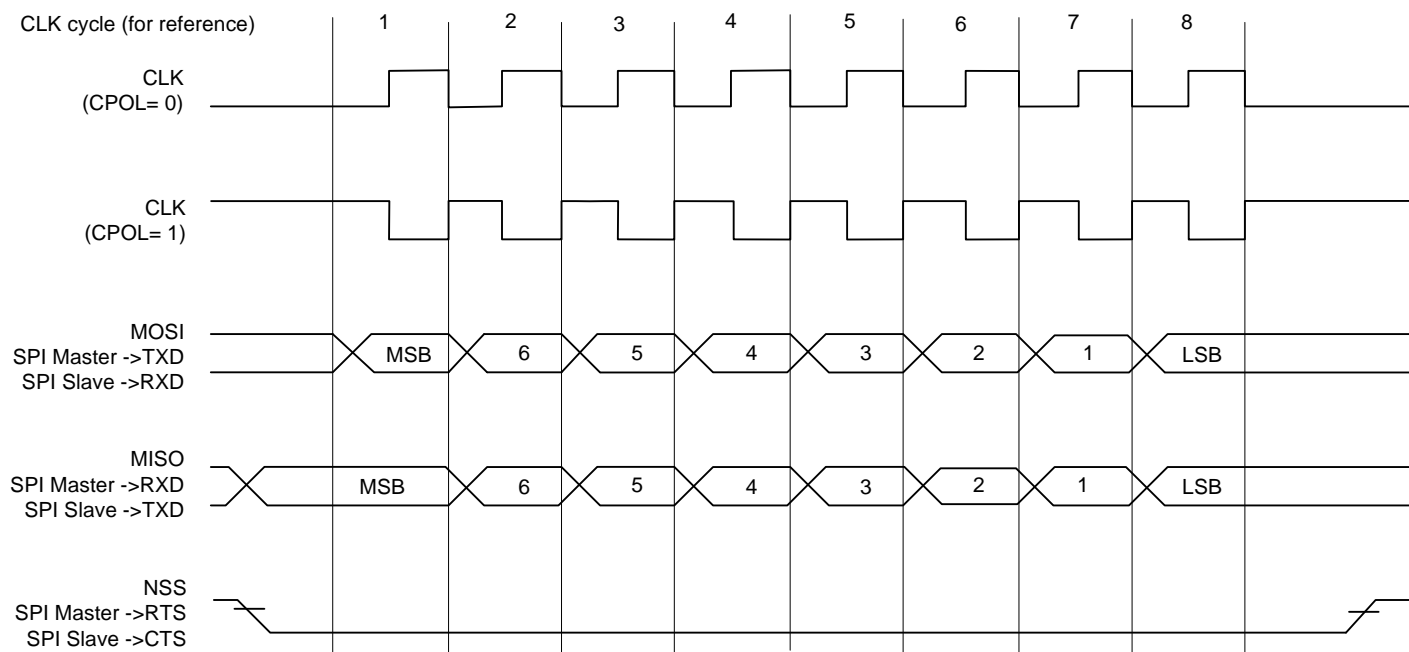 CLK cycle (for reference) 1 2 3 4 5 6 7 8
CLK
(CPOL= 0)
CLK
(CPOL= 1)
MOSI
SPI Master ->TXD MSB 6 5 4 3 2 1 LSB
SPI Slave ->RXD
MISO
SPI Master ->RXD MSB 6 5 4 3 2 1 LSB
SPI Slave ->TXD
NSS
SPI Master ->RTS
SPI Slave ->CTS